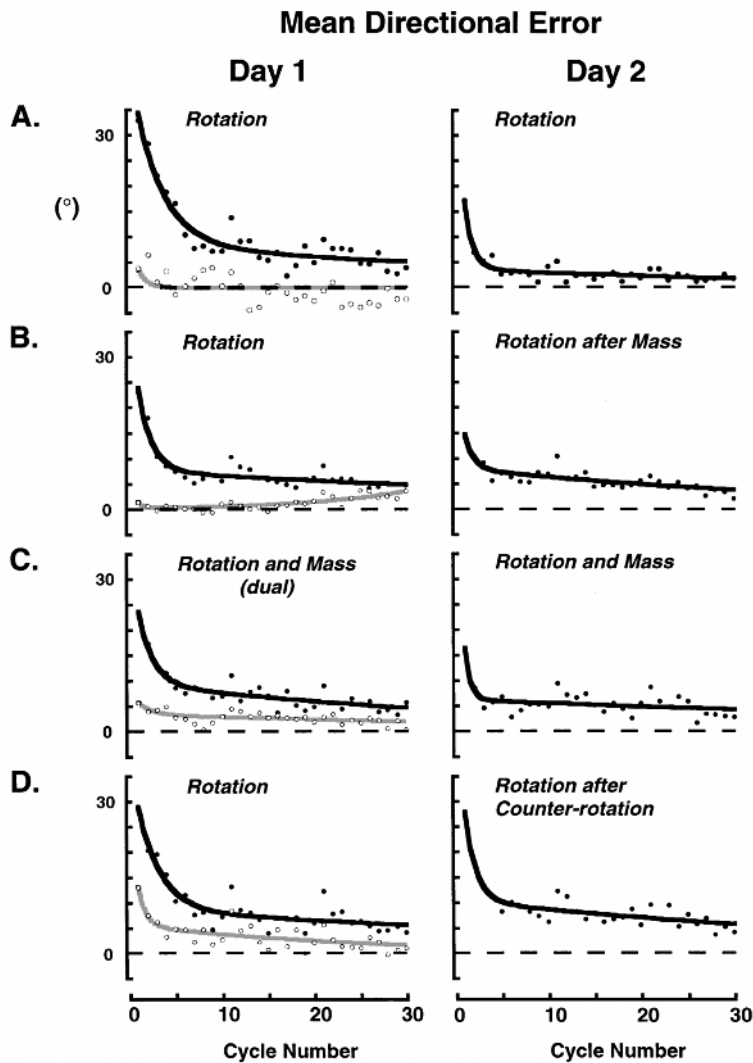 Mean Directional Error
Day 1
Day 2
A.
Rotation
Rotation
30
(°)
0
B.
Rotation
Rotation after Mass
30
0
C.
Rotation and Mass
(dual)
Rotation and Mass
30
0
D.
Rotation
Rotation after
Counter-rotation
30
0
0 10 20 30
0 10 20 30
Cycle Number
Cycle Number